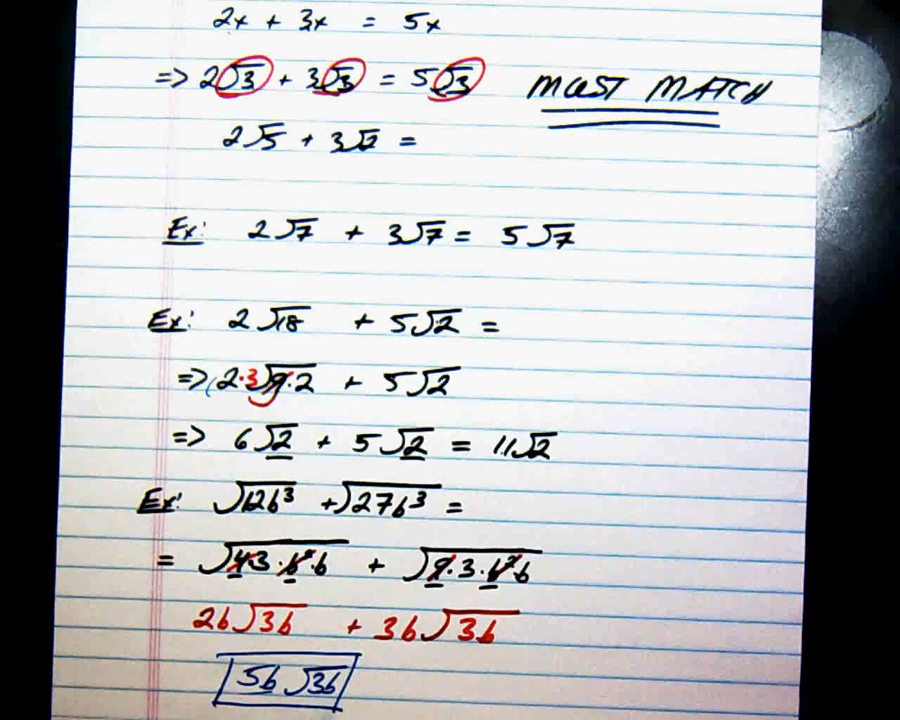 2x + 3x = 5x
=> 2√3 + 3√3 = 5√3 MUST MATCH
2√5 + 3√2 =
Ex: 2√7 + 3√7 = 5√7
Ex: 2√18 + 5√2 =
=> (2·3√9·2 + 5√2
=> 6√2 + 5√2 = 11√2
Ex: √12b³ + √27b³ =
= √4·3·b²·b + √9·3·b²·b
2b√3b + 3b√3b
5b√3b